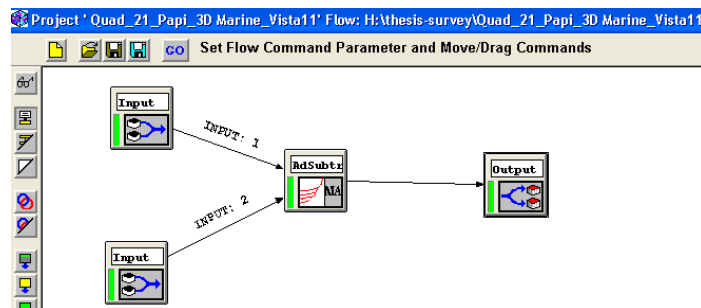 Project ' Quad_21_Papi_3D Marine_Vista11' Flow: H:\thesis-survey\Quad_21_Papi_3D Marine_Vista11
GO Set Flow Command Parameter and Move/Drag Commands
Input
INPUT: 1
AdSubtr
MA
Output
INPUT: 2
Input